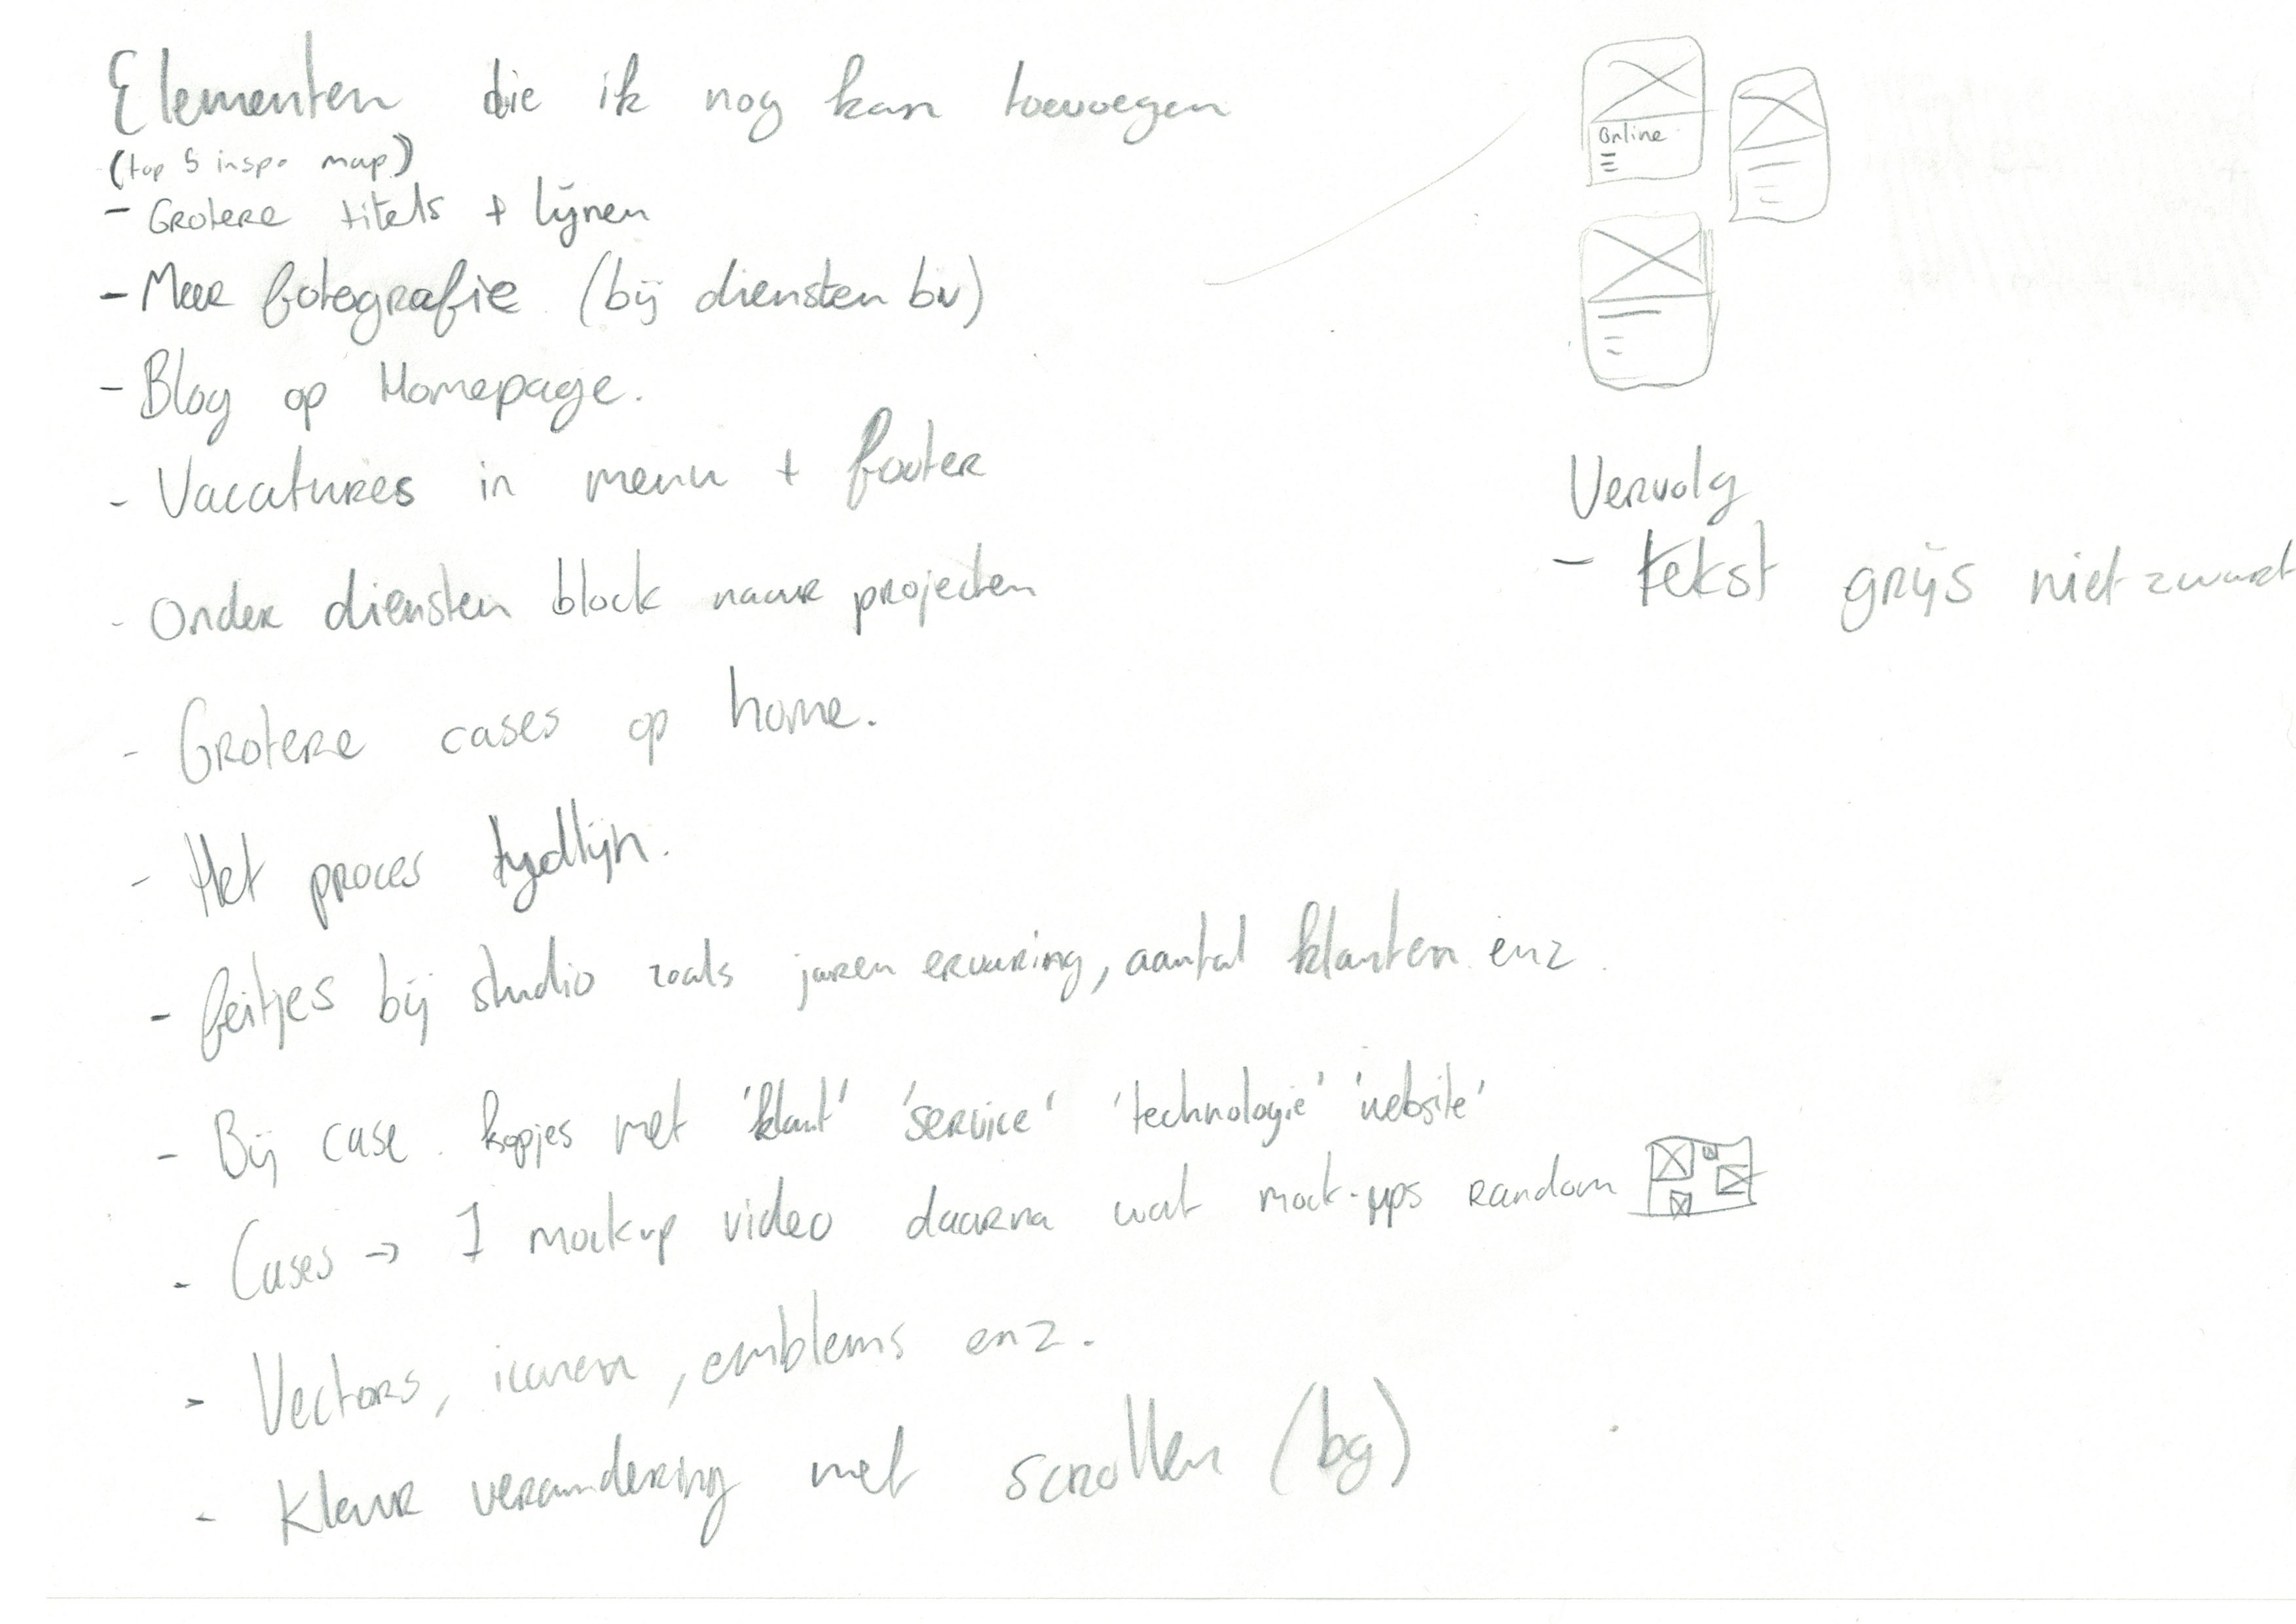 Elementen die ik nog kan toevoegen
(top 5 inspo map)
- Grotere titels + lijnen
- Meer fotografie (bij diensten bv)
- Blog op Homepage.
- Vacatures in menu + footer
- Onder diensten block naar projecten
- Grotere cases op home.
- Het proces tijdlijn.
- feitjes bij studio zoals jaren ervaring, aantal klanten enz.
- Bij case. kopjes met 'klant' 'service' 'technologie' 'website'
- Cases → 1 mockup video daarna wat mock-ups random
- Vectors, iconen, emblems enz.
- Kleur verandering met scrollen (bg)
Online
Vervolg
- tekst grijs niet zwart